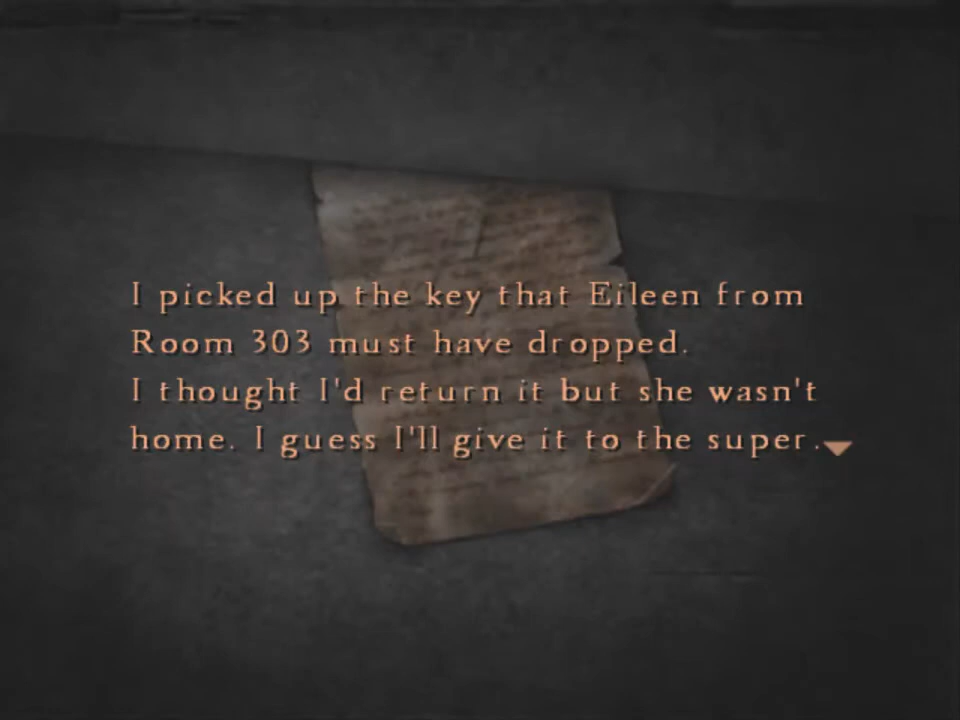 I picked up the key that Eileen from
Room 303 must have dropped.
I thought I'd return it but she wasn't
home. I guess I'll give it to the super.